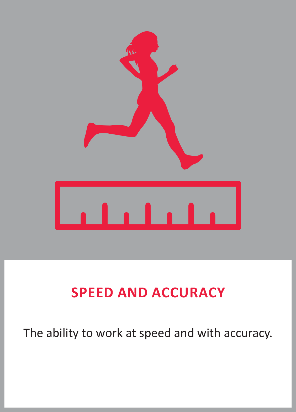 SPEED AND ACCURACY
The ability to work at speed and with accuracy.